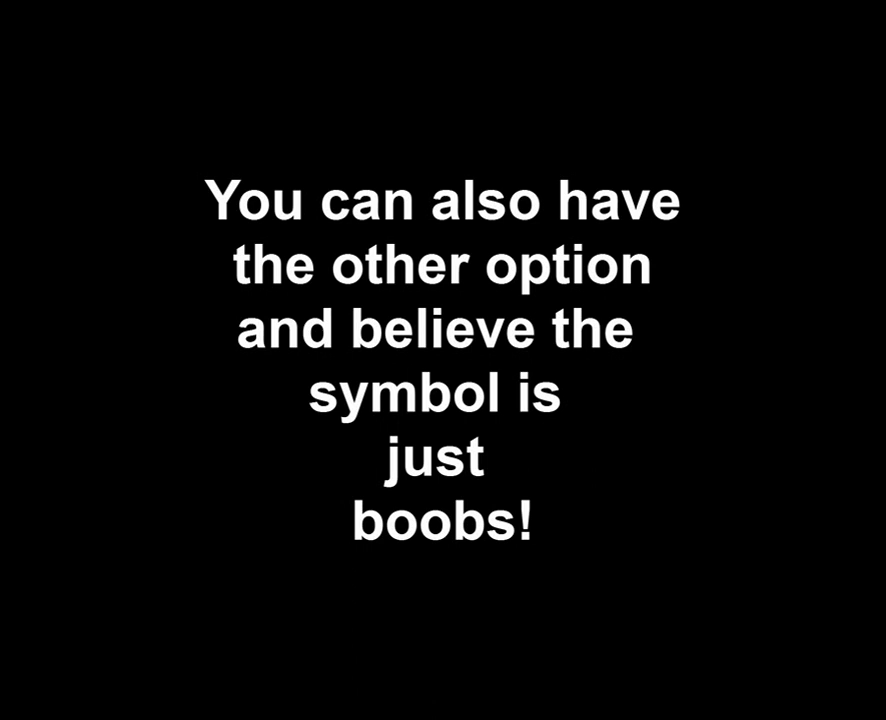 You can also have
the other option
and believe the
symbol is
just
boobs!